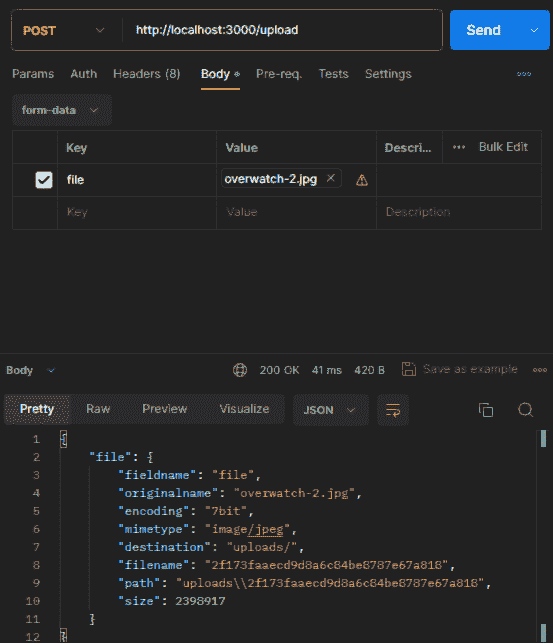 POST http://localhost:3000/upload Send
Params Auth Headers (8) Body Pre-req. Tests Settings
form-data
Key Value Descri... Bulk Edit
file overwatch-2.jpg
Key Value Description
Body 200 OK 41 ms 420 B Save as example
Pretty Raw Preview Visualize JSON
1 {
2 "file": {
3 "fieldname": "file",
4 "originalname": "overwatch-2.jpg",
5 "encoding": "7bit",
6 "mimetype": "image/jpeg",
7 "destination": "uploads/",
8 "filename": "2f173faaecd9d8a6c84be8787e67a818",
9 "path": "uploads\\2f173faaecd9d8a6c84be8787e67a818",
10 "size": 2398917
11 }
12 }